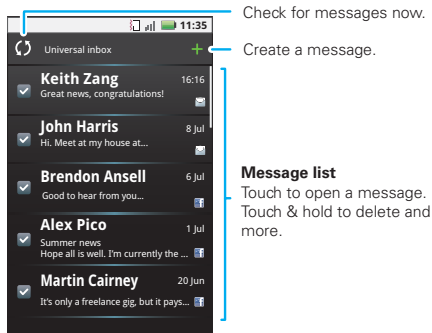 11:35
Universal inbox
+
Keith Zang 16:16
Great news, congratulations!
John Harris 8 Jul
Hi. Meet at my house at...
Brendon Ansell 6 Jul
Good to hear from you...
Alex Pico 1 Jul
Summer news
Hope all is well. I'm currently the ...
Martin Cairney 20 Jun
It's only a freelance gig, but it pays...
Check for messages now.
Create a message.
Message list
Touch to open a message.
Touch & hold to delete and
more.